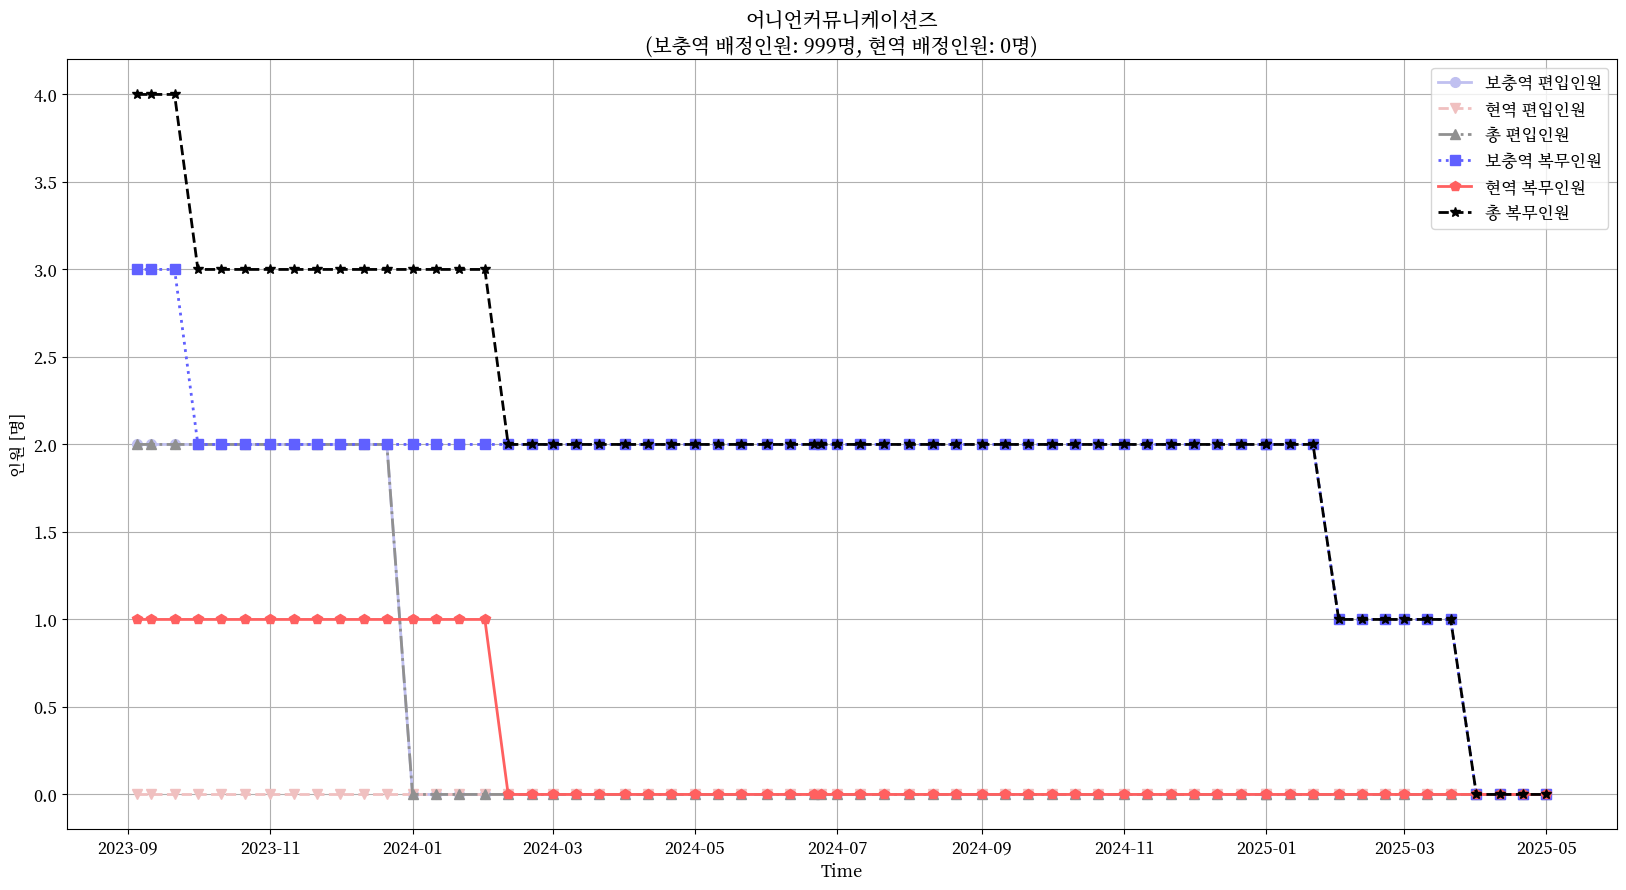 어니언커뮤니케이션즈
(보충역 배정인원: 999명, 현역 배정인원: 0명)
보충역 편입인원
현역 편입인원
총 편입인원
보충역 복무인원
현역 복무인원
총 복무인원
인원 [명]
4.0
3.5
3.0
2.5
2.0
1.5
1.0
0.5
0.0
2023-09 2023-11 2024-01 2024-03 2024-05 2024-07 2024-09 2024-11 2025-01 2025-03 2025-05
Time